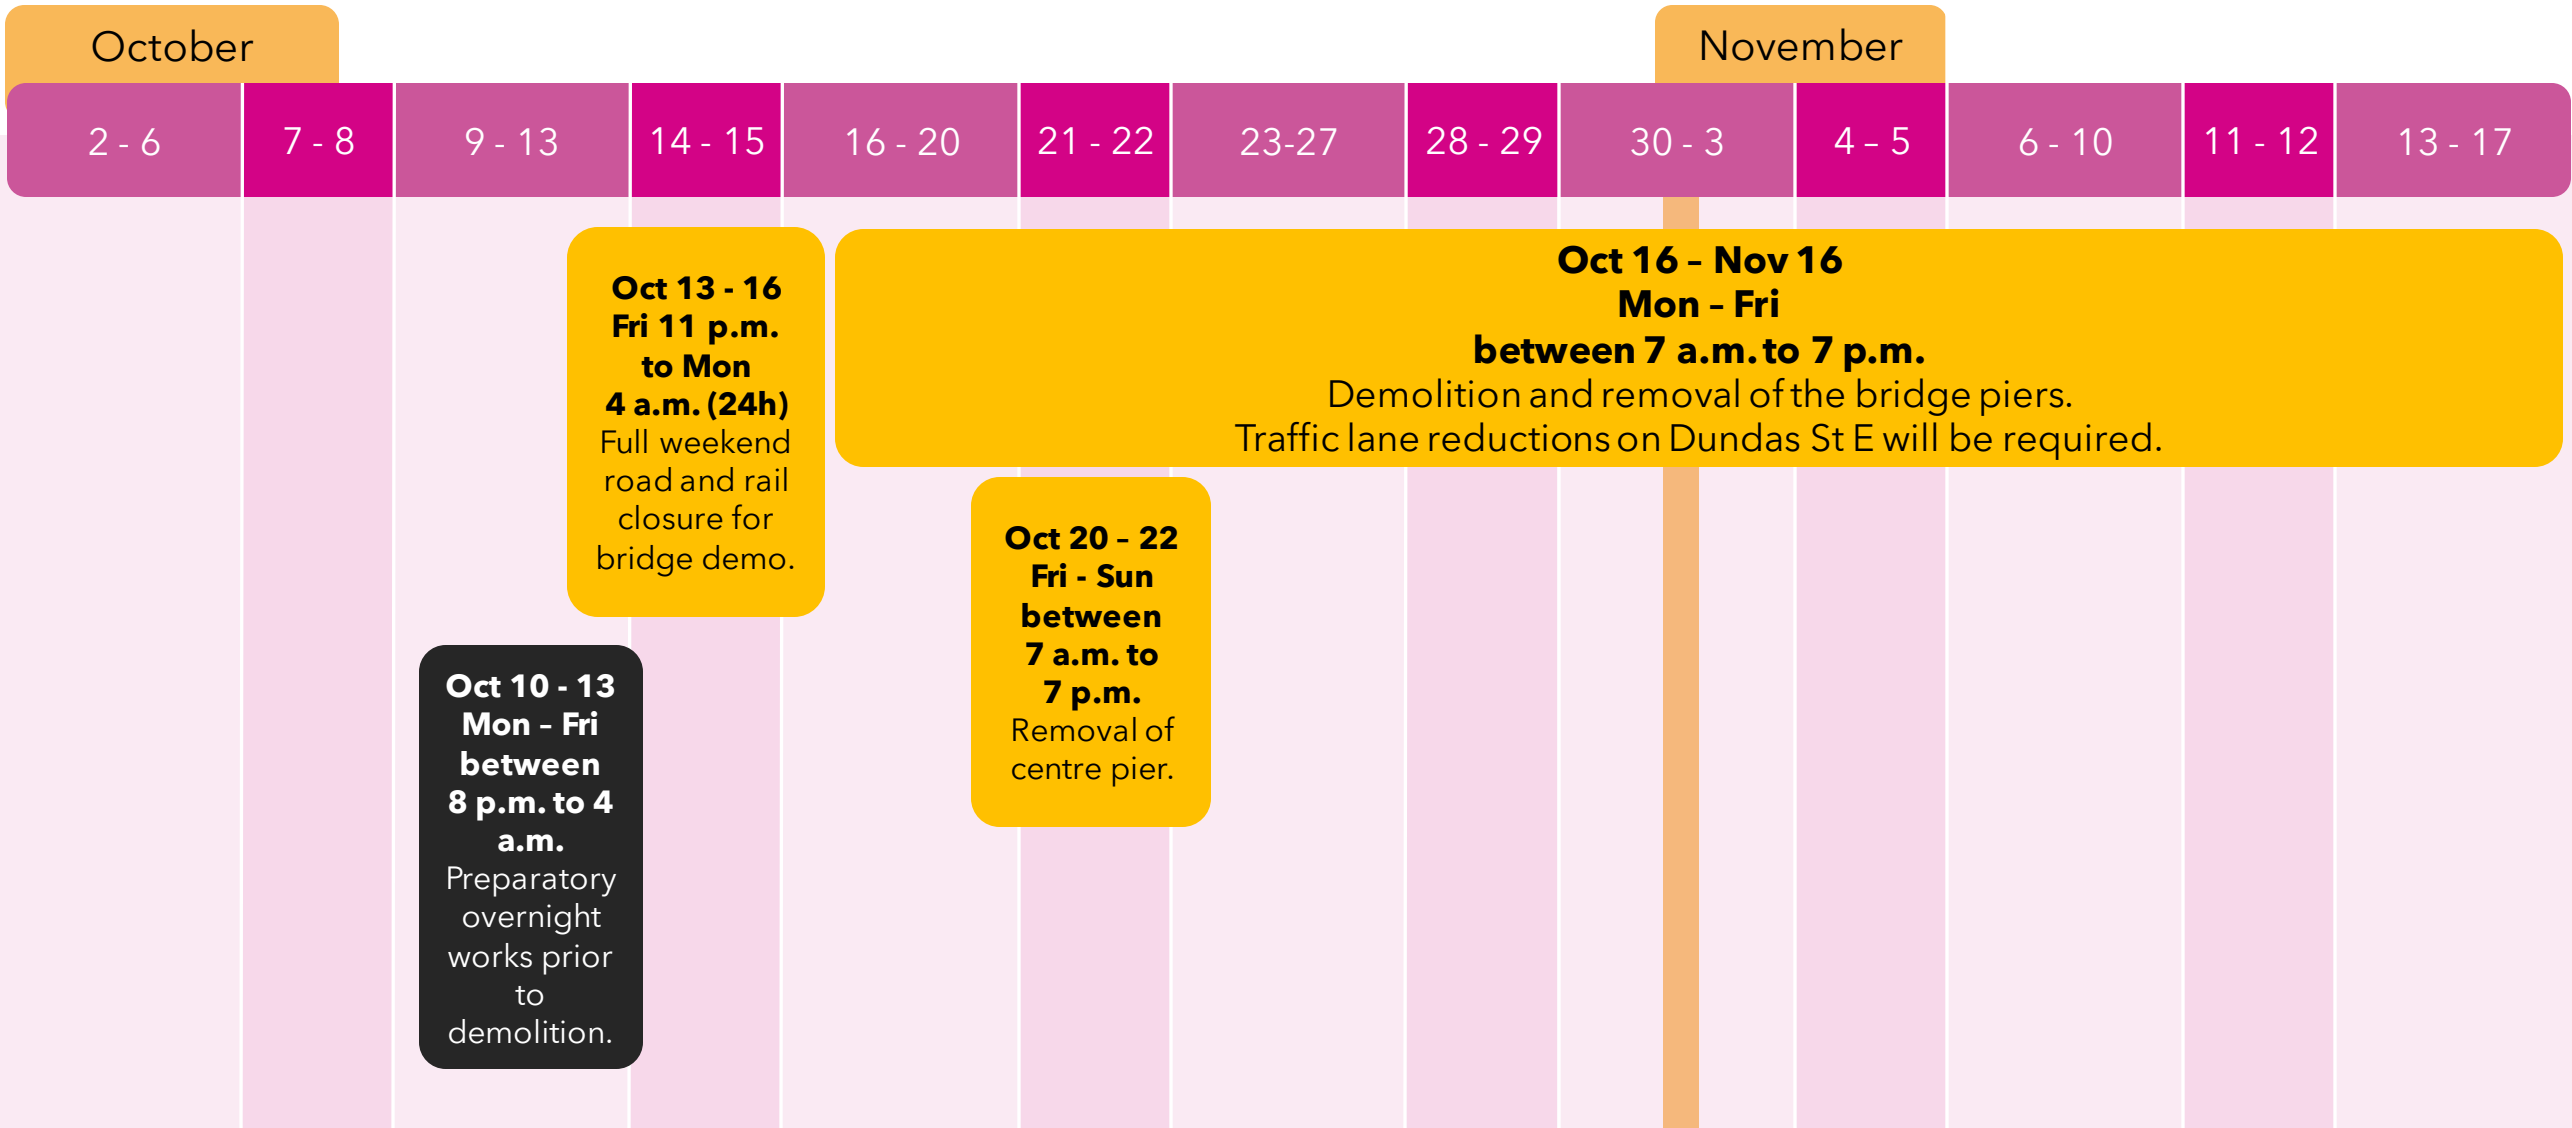 October
November
2 - 6
7 - 8
9 - 13
14 - 15
16 - 20
21 - 22
23-27
28 - 29
30 - 3
4 – 5
6 - 10
11 - 12
13 - 17
Oct 13 - 16
Fri 11 p.m.
to Mon
4 a.m. (24h)
Full weekend
road and rail
closure for
bridge demo.
Oct 16 – Nov 16
Mon – Fri
between 7 a.m. to 7 p.m.
Demolition and removal of the bridge piers.
Traffic lane reductions on Dundas St E will be required.
Oct 20 – 22
Fri - Sun
between
7 a.m. to
7 p.m.
Removal of
centre pier.
Oct 10 - 13
Mon – Fri
between
8 p.m. to 4
a.m.
Preparatory
overnight
works prior
to
demolition.